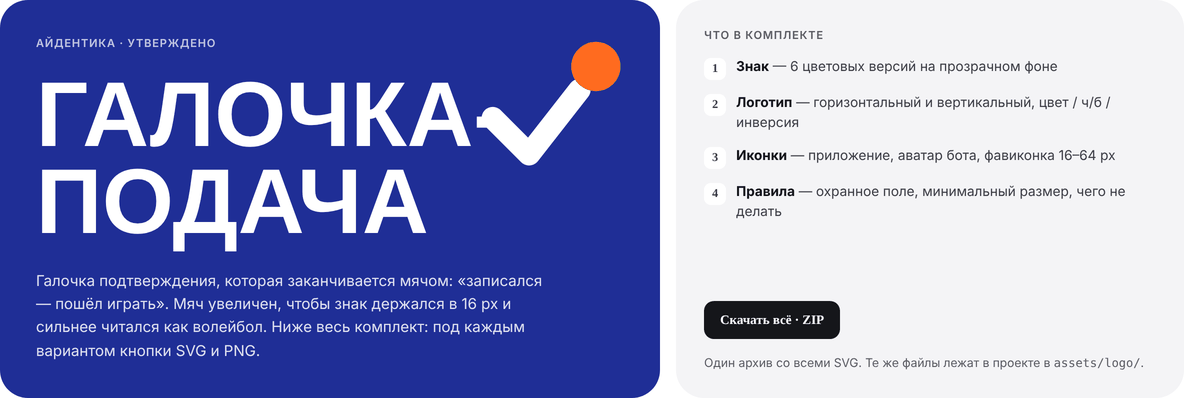 АЙДЕНТИКА · УТВЕРЖДЕНО
ГАЛОЧКА-
ПОДАЧА
Галочка подтверждения, которая заканчивается мячом: «записался
— пошёл играть». Мяч увеличен, чтобы знак держался в 16 px и
сильнее читался как волейбол. Ниже весь комплект: под каждым
вариантом кнопки SVG и PNG.
ЧТО В КОМПЛЕКТЕ
1 Знак — 6 цветовых версий на прозрачном фоне
2 Логотип — горизонтальный и вертикальный, цвет / ч/б /
инверсия
3 Иконки — приложение, аватар бота, фавиконка 16–64 px
4 Правила — охранное поле, минимальный размер, чего не
делать
Скачать всё · ZIP
Один архив со всеми SVG. Те же файлы лежат в проекте в assets/logo/.